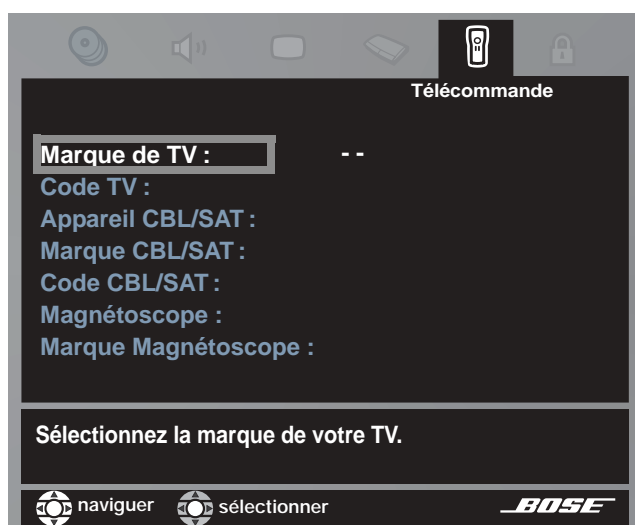 Télécommande
Marque de TV : - -
Code TV :
Appareil CBL/SAT :
Marque CBL/SAT :
Code CBL/SAT :
Magnétoscope :
Marque Magnétoscope :
Sélectionnez la marque de votre TV.
naviguer sélectionner BOSE